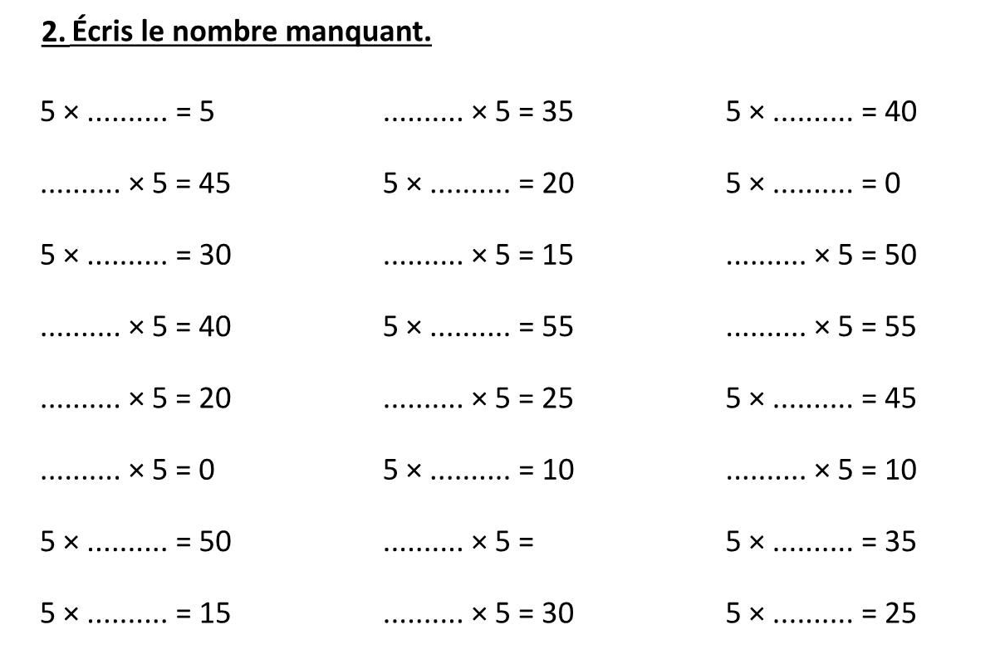 2. Écris le nombre manquant.
5 × .......... = 5 .......... × 5 = 35 5 × .......... = 40
.......... × 5 = 45 5 × .......... = 20 5 × .......... = 0
5 × .......... = 30 .......... × 5 = 15 .......... × 5 = 50
.......... × 5 = 40 5 × .......... = 55 .......... × 5 = 55
.......... × 5 = 20 .......... × 5 = 25 5 × .......... = 45
.......... × 5 = 0 5 × .......... = 10 .......... × 5 = 10
5 × .......... = 50 .......... × 5 = 5 × .......... = 35
5 × .......... = 15 .......... × 5 = 30 5 × .......... = 25